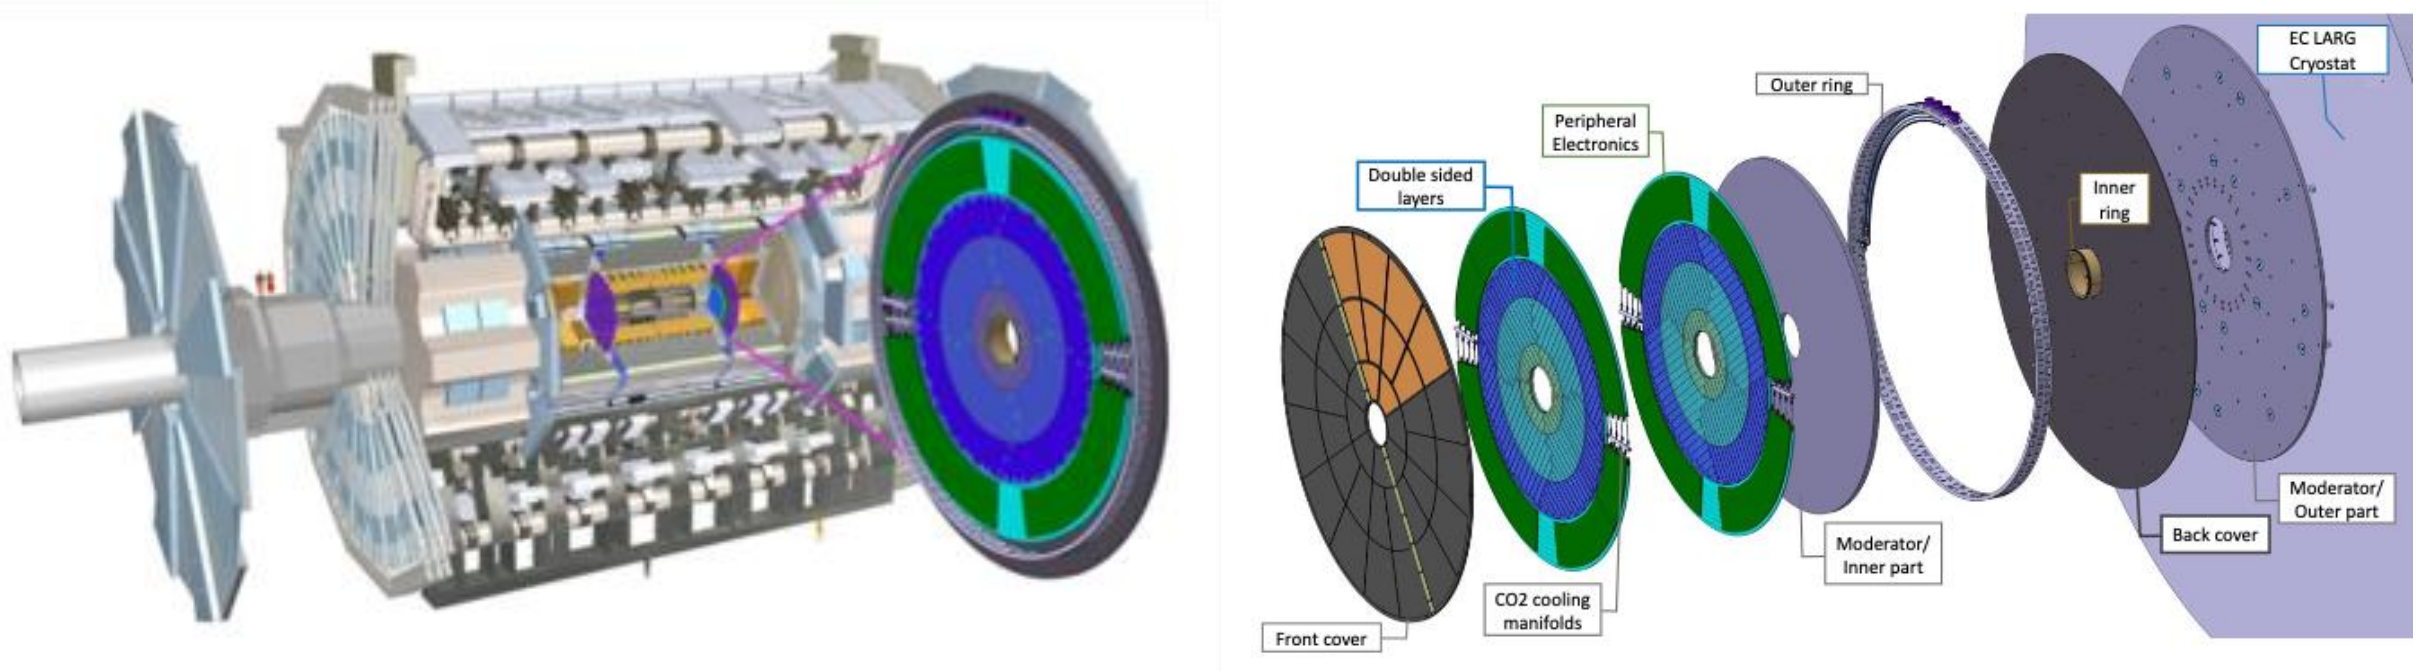 EC LARG
Cryostat
Outer ring
Peripheral
Electronics
Double sided
layers
Inner
ring
Moderator/
Outer part
Back cover
Moderator/
Inner part
CO2 cooling
manifolds
Front cover